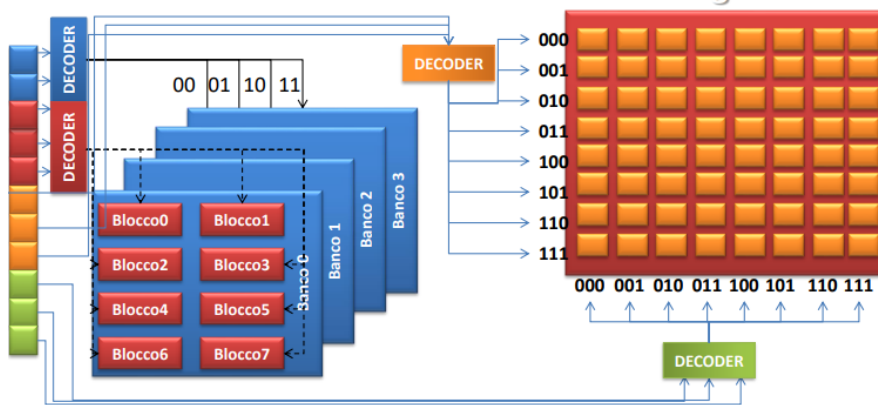 DECODER
DECODER
00 01 10 11
Banco 3
Banco 2
Banco 1
Banco 0
Blocco0 Blocco1
Blocco2 Blocco3
Blocco4 Blocco5
Blocco6 Blocco7
DECODER
000
001
010
011
100
101
110
111
000 001 010 011 100 101 110 111
DECODER